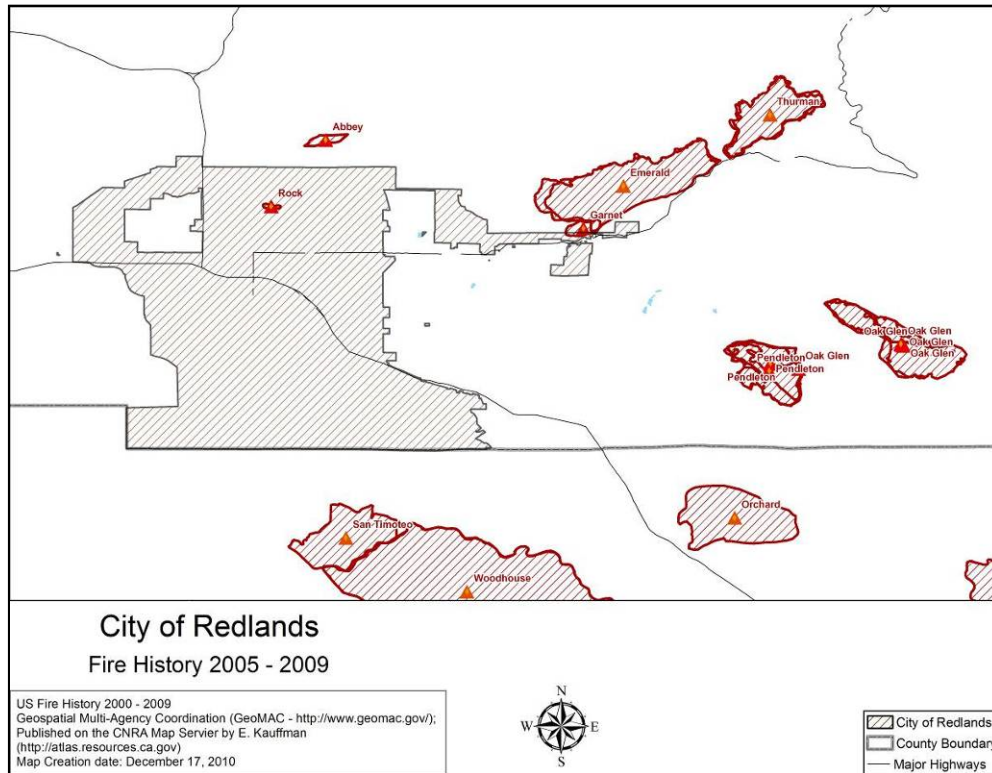 Thurman
Abbey
Emerald
Rock
Garnet
Oak Glen Oak Glen
Oak Glen
Oak Glen
Pendleton Oak Glen
Pendleton
Pendleton
Orchard
San Timoteo
Woodhouse
City of Redlands
Fire History 2005 - 2009
US Fire History 2000 - 2009
Geospatial Multi-Agency Coordination (GeoMAC - http://www.geomac.gov/);
Published on the CNRA Map Servier by E. Kauffman
(http://atlas.resources.ca.gov)
Map Creation date: December 17, 2010
N
W E
S
City of Redlands
County Boundary
Major Highways